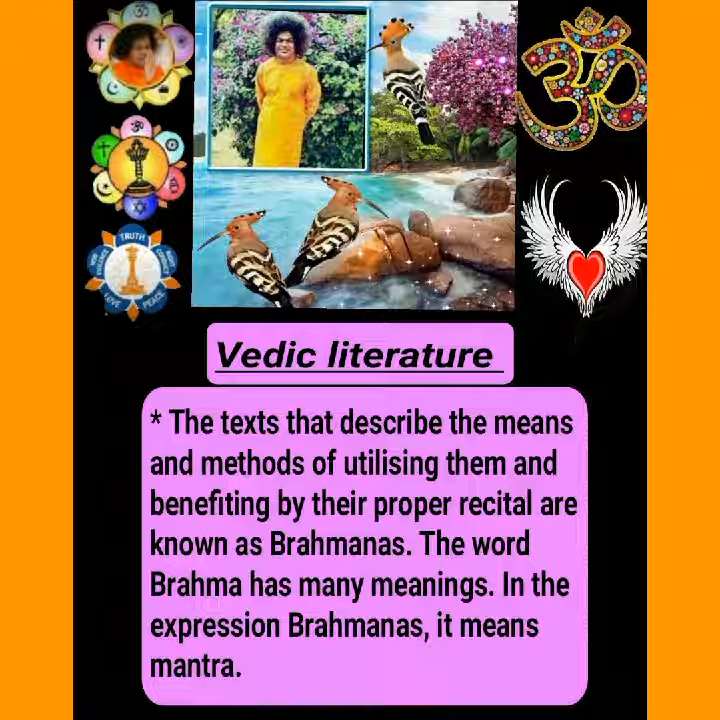 TRUTH
LOVE
PEACE
Vedic literature
* The texts that describe the means
and methods of utilising them and
benefiting by their proper recital are
known as Brahmanas. The word
Brahma has many meanings. In the
expression Brahmanas, it means
mantra.